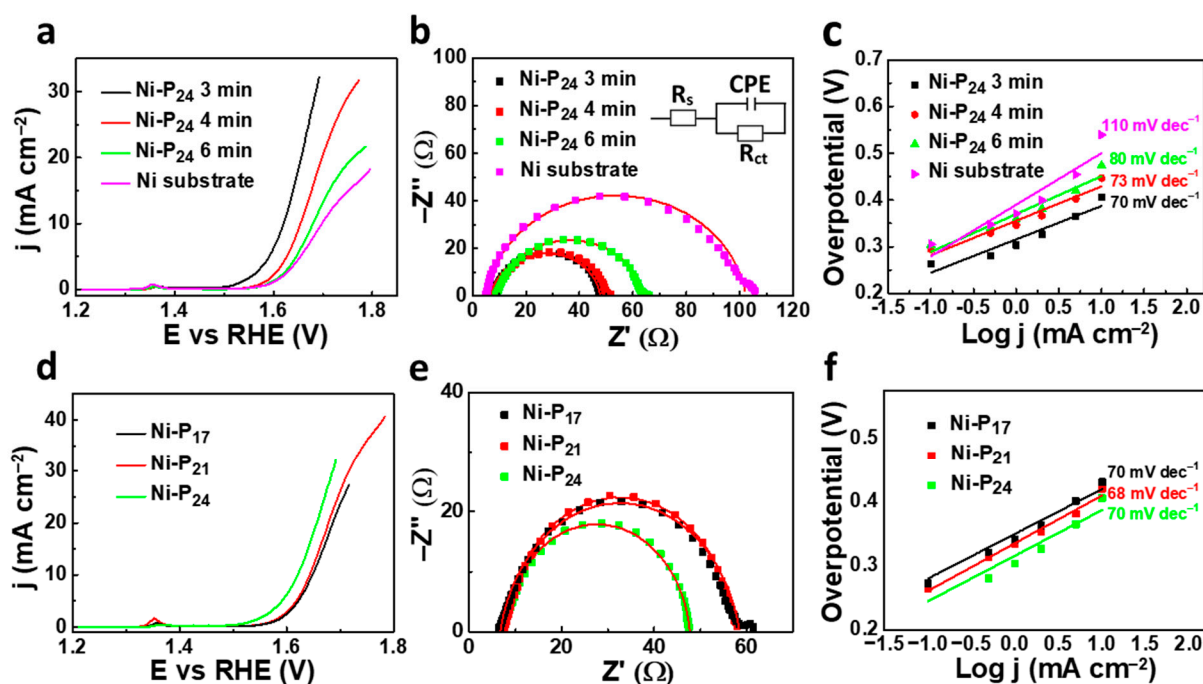 a
j (mA cm⁻²)
30
20
10
0
Ni-P₂₄ 3 min
Ni-P₂₄ 4 min
Ni-P₂₄ 6 min
Ni substrate
1.2 1.4 1.6 1.8
E vs RHE (V)
b
−Z'' (Ω)
100
80
60
40
20
0
Ni-P₂₄ 3 min
Ni-P₂₄ 4 min
Ni-P₂₄ 6 min
Ni substrate
CPE
Rₛ
R_ct
0 20 40 60 80 100 120
Z' (Ω)
c
Overpotential (V)
0.7
0.6
0.5
0.4
0.3
0.2
Ni-P₂₄ 3 min
Ni-P₂₄ 4 min
Ni-P₂₄ 6 min
Ni substrate
110 mV dec⁻¹
80 mV dec⁻¹
73 mV dec⁻¹
70 mV dec⁻¹
-1.5 -1.0 -0.5 0.0 0.5 1.0 1.5 2.0
Log j (mA cm⁻²)
d
j (mA cm⁻²)
40
30
20
10
0
Ni-P₁₇
Ni-P₂₁
Ni-P₂₄
1.2 1.4 1.6 1.8
E vs RHE (V)
e
−Z'' (Ω)
40
20
0
Ni-P₁₇
Ni-P₂₁
Ni-P₂₄
0 20 40 60
Z' (Ω)
f
Overpotential (V)
0.5
0.4
0.3
0.2
Ni-P₁₇
Ni-P₂₁
Ni-P₂₄
70 mV dec⁻¹
68 mV dec⁻¹
70 mV dec⁻¹
-1.5 -1.0 -0.5 0.0 0.5 1.0 1.5 2.0
Log j (mA cm⁻²)